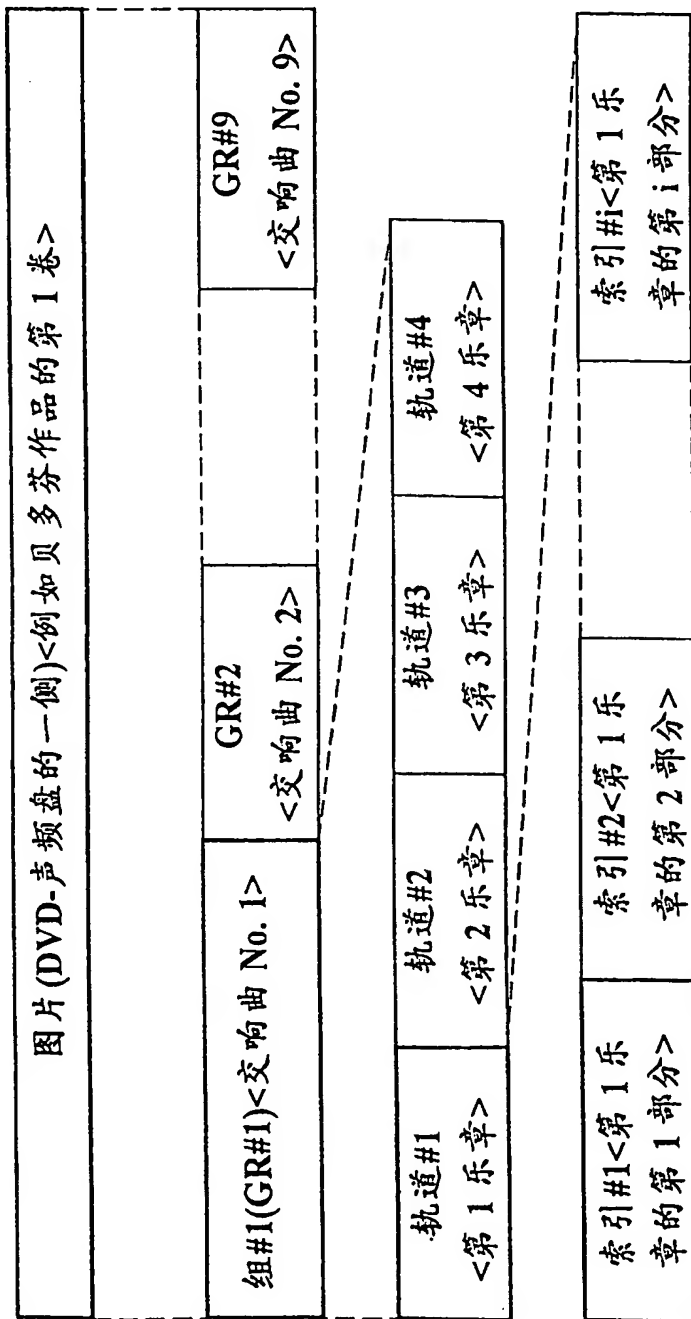 图片(DVD-声频盘的一侧)<例如贝多芬作品的第 1 卷>
组#1(GR#1)<交响曲 No. 1>
GR#2
<交响曲 No. 2>
GR#9
<交响曲 No. 9>
轨道#1
<第 1 乐章>
轨道#2
<第 2 乐章>
轨道#3
<第 3 乐章>
轨道#4
<第 4 乐章>
索引#1<第 1 乐
章的第 1 部分>
索引#2<第 1 乐
章的第 2 部分>
索引#i<第 1 乐
章的第 i 部分>